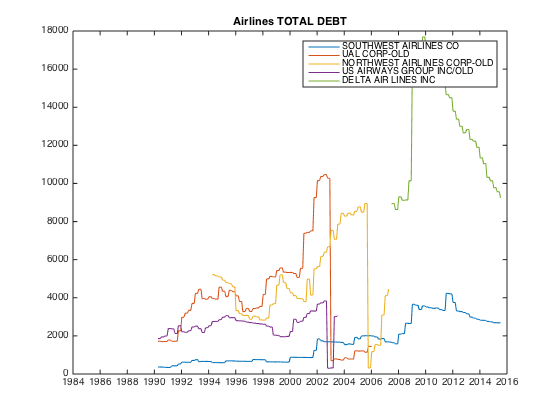 Airlines TOTAL DEBT
18000
16000
14000
12000
10000
8000
6000
4000
2000
0
SOUTHWEST AIRLINES CO
UAL CORP-OLD
NORTHWEST AIRLINES CORP-OLD
US AIRWAYS GROUP INC/OLD
DELTA AIR LINES INC
1984 1986 1988 1990 1992 1994 1996 1998 2000 2002 2004 2006 2008 2010 2012 2014 2016